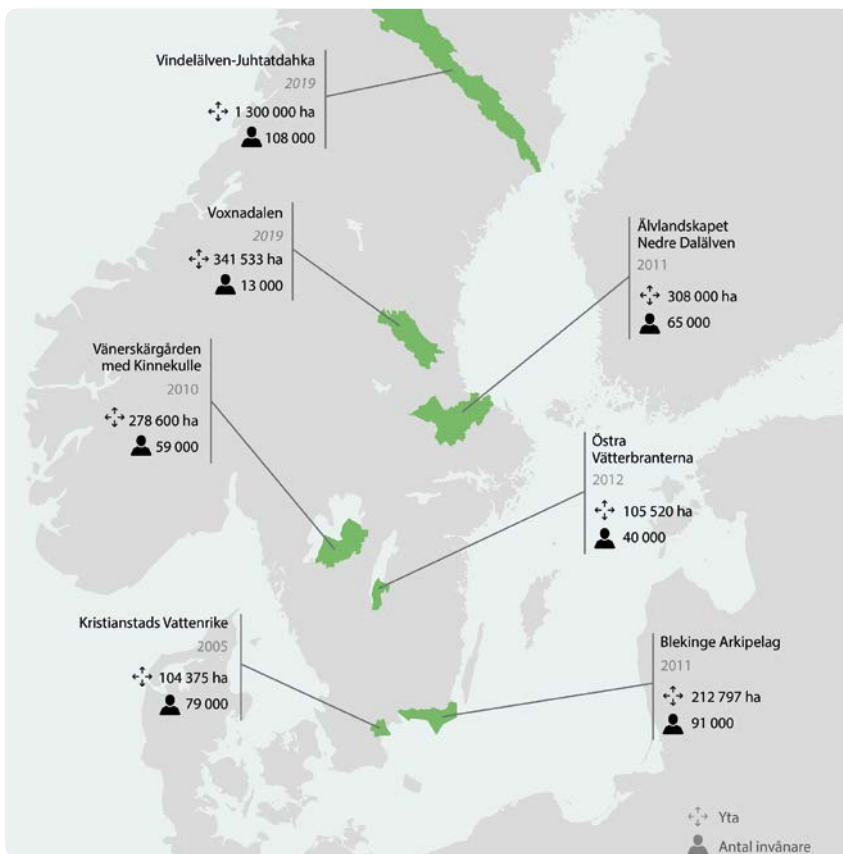 Vindelälven-Juhtatdahka
2019
1 300 000 ha
108 000
Voxnadalen
2019
341 533 ha
13 000
Älvlandskapet
Nedre Dalälven
2011
308 000 ha
65 000
Vänerskärgården
med Kinnekulle
2010
278 600 ha
59 000
Östra
Vätterbranterna
2012
105 520 ha
40 000
Kristianstads Vattenrike
2005
104 375 ha
79 000
Blekinge Arkipelag
2011
212 797 ha
91 000
Yta
Antal invånare